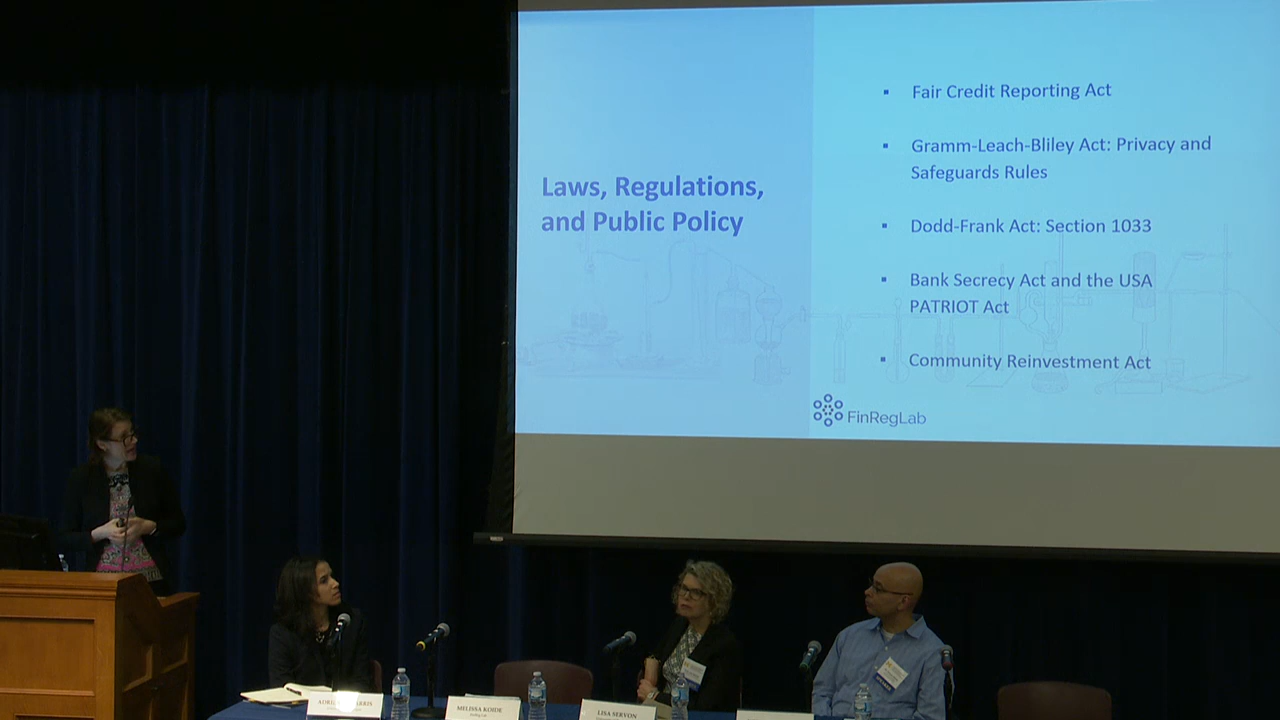 Laws, Regulations,
and Public Policy
▪ Fair Credit Reporting Act
▪ Gramm-Leach-Bliley Act: Privacy and
Safeguards Rules
▪ Dodd-Frank Act: Section 1033
▪ Bank Secrecy Act and the USA
PATRIOT Act
▪ Community Reinvestment Act
FinRegLab
MELISSA KOIDE
LISA SERVON